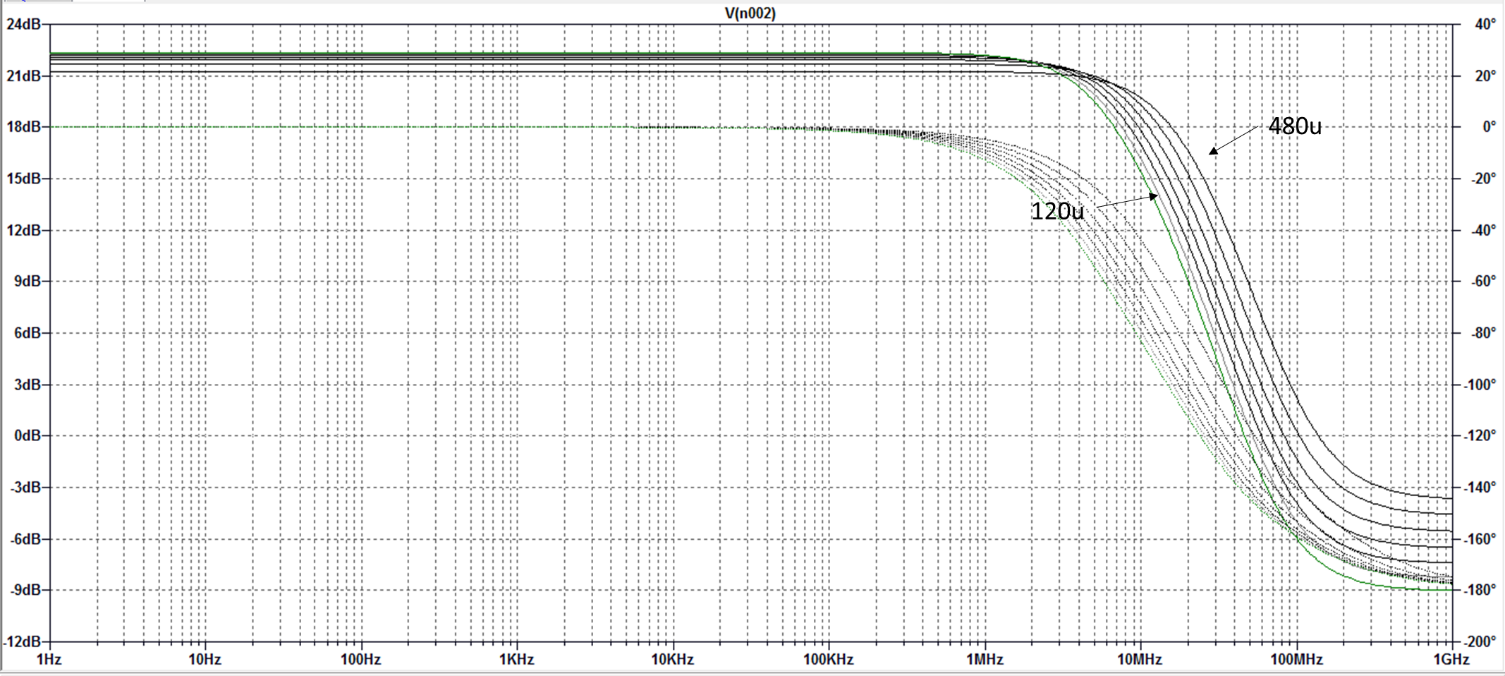 V(n002)
24dB 40°
21dB 20°
18dB 0°
480u
15dB -20°
120u
12dB -40°
9dB -60°
6dB -80°
3dB -100°
0dB -120°
-3dB -140°
-6dB -160°
-9dB -180°
-12dB -200°
1Hz 10Hz 100Hz 1KHz 10KHz 100KHz 1MHz 10MHz 100MHz 1GHz